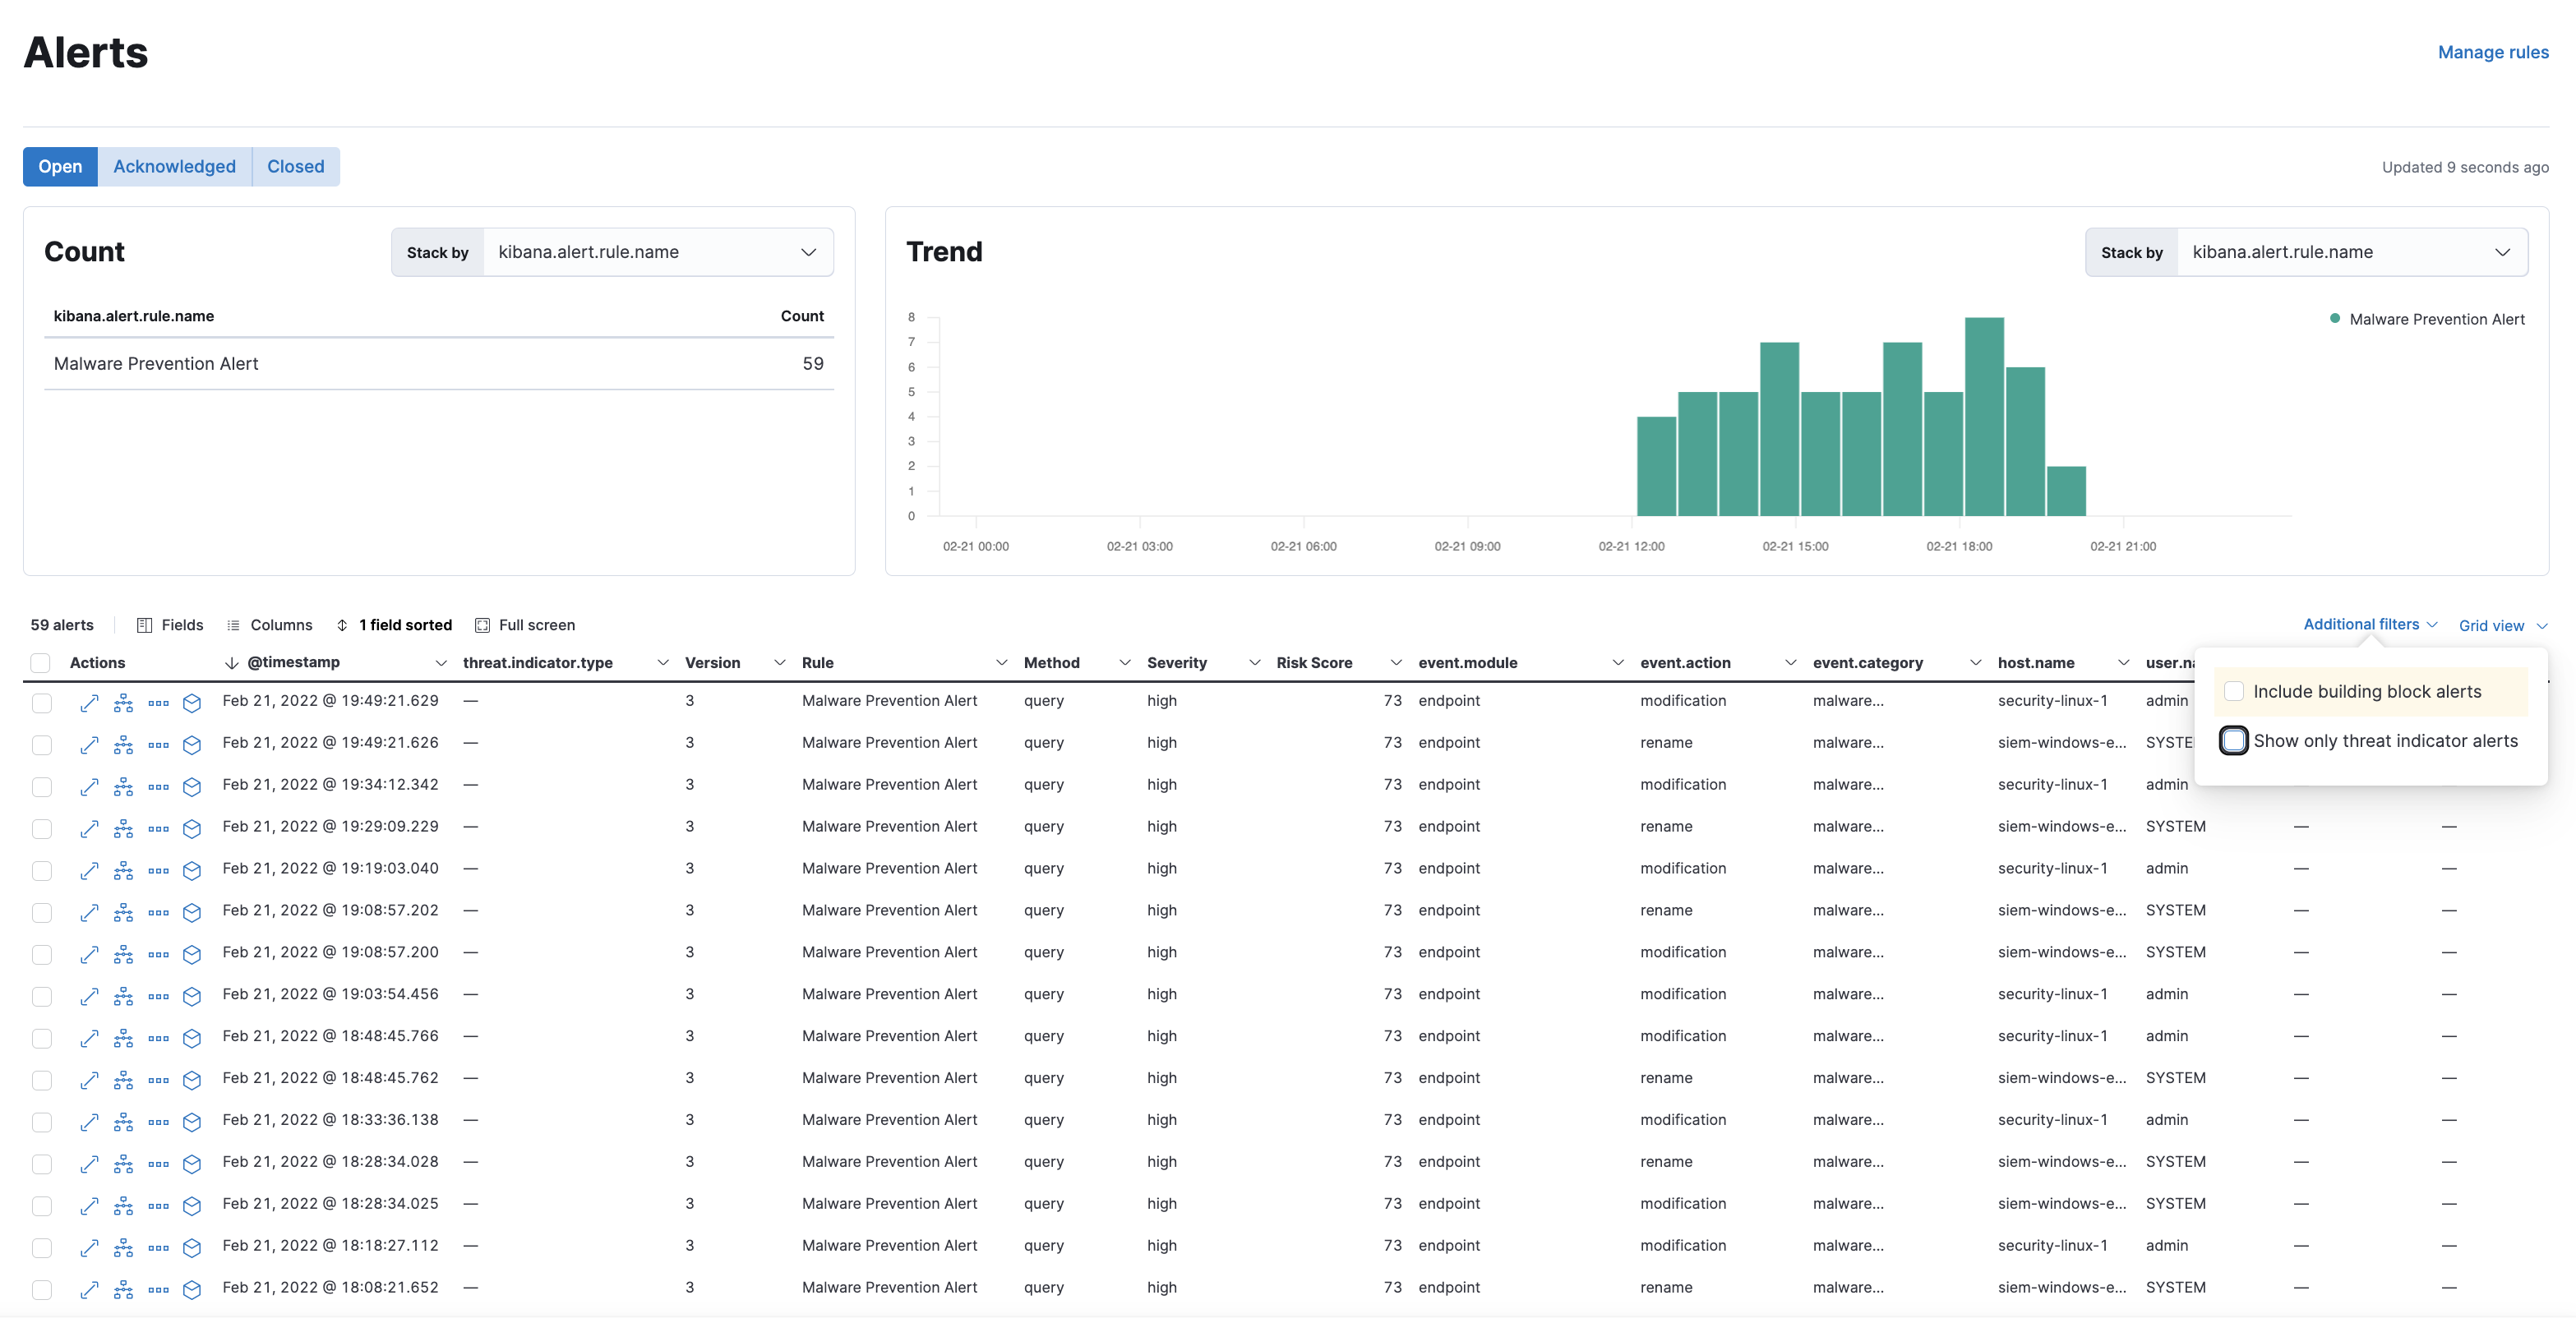 Alerts
Manage rules
Open Acknowledged Closed
Updated 9 seconds ago
Count
Stack by kibana.alert.rule.name
kibana.alert.rule.name Count
Malware Prevention Alert 59
Trend
Stack by kibana.alert.rule.name
8
7
6
5
4
3
2
1
0
02-21 00:00 02-21 03:00 02-21 06:00 02-21 09:00 02-21 12:00 02-21 15:00 02-21 18:00 02-21 21:00
Malware Prevention Alert
59 alerts Fields Columns 1 field sorted Full screen Additional filters Grid view
Actions @timestamp threat.indicator.type Version Rule Method Severity Risk Score event.module event.action event.category host.name
Include building block alerts
Show only threat indicator alerts
Feb 21, 2022 @ 19:49:21.629 — 3 Malware Prevention Alert query high 73 endpoint modification malware... security-linux-1 admin
Feb 21, 2022 @ 19:49:21.626 — 3 Malware Prevention Alert query high 73 endpoint rename malware... siem-windows-e...
Feb 21, 2022 @ 19:34:12.342 — 3 Malware Prevention Alert query high 73 endpoint modification malware... security-linux-1 admin
Feb 21, 2022 @ 19:29:09.229 — 3 Malware Prevention Alert query high 73 endpoint rename malware... siem-windows-e... SYSTEM — —
Feb 21, 2022 @ 19:19:03.040 — 3 Malware Prevention Alert query high 73 endpoint modification malware... security-linux-1 admin — —
Feb 21, 2022 @ 19:08:57.202 — 3 Malware Prevention Alert query high 73 endpoint rename malware... siem-windows-e... SYSTEM — —
Feb 21, 2022 @ 19:08:57.200 — 3 Malware Prevention Alert query high 73 endpoint modification malware... siem-windows-e... SYSTEM — —
Feb 21, 2022 @ 19:03:54.456 — 3 Malware Prevention Alert query high 73 endpoint modification malware... security-linux-1 admin — —
Feb 21, 2022 @ 18:48:45.766 — 3 Malware Prevention Alert query high 73 endpoint modification malware... security-linux-1 admin — —
Feb 21, 2022 @ 18:48:45.762 — 3 Malware Prevention Alert query high 73 endpoint rename malware... siem-windows-e... SYSTEM — —
Feb 21, 2022 @ 18:33:36.138 — 3 Malware Prevention Alert query high 73 endpoint modification malware... security-linux-1 admin — —
Feb 21, 2022 @ 18:28:34.028 — 3 Malware Prevention Alert query high 73 endpoint rename malware... siem-windows-e... SYSTEM — —
Feb 21, 2022 @ 18:28:34.025 — 3 Malware Prevention Alert query high 73 endpoint modification malware... siem-windows-e... SYSTEM — —
Feb 21, 2022 @ 18:18:27.112 — 3 Malware Prevention Alert query high 73 endpoint modification malware... security-linux-1 admin — —
Feb 21, 2022 @ 18:08:21.652 — 3 Malware Prevention Alert query high 73 endpoint rename malware... siem-windows-e... SYSTEM — —